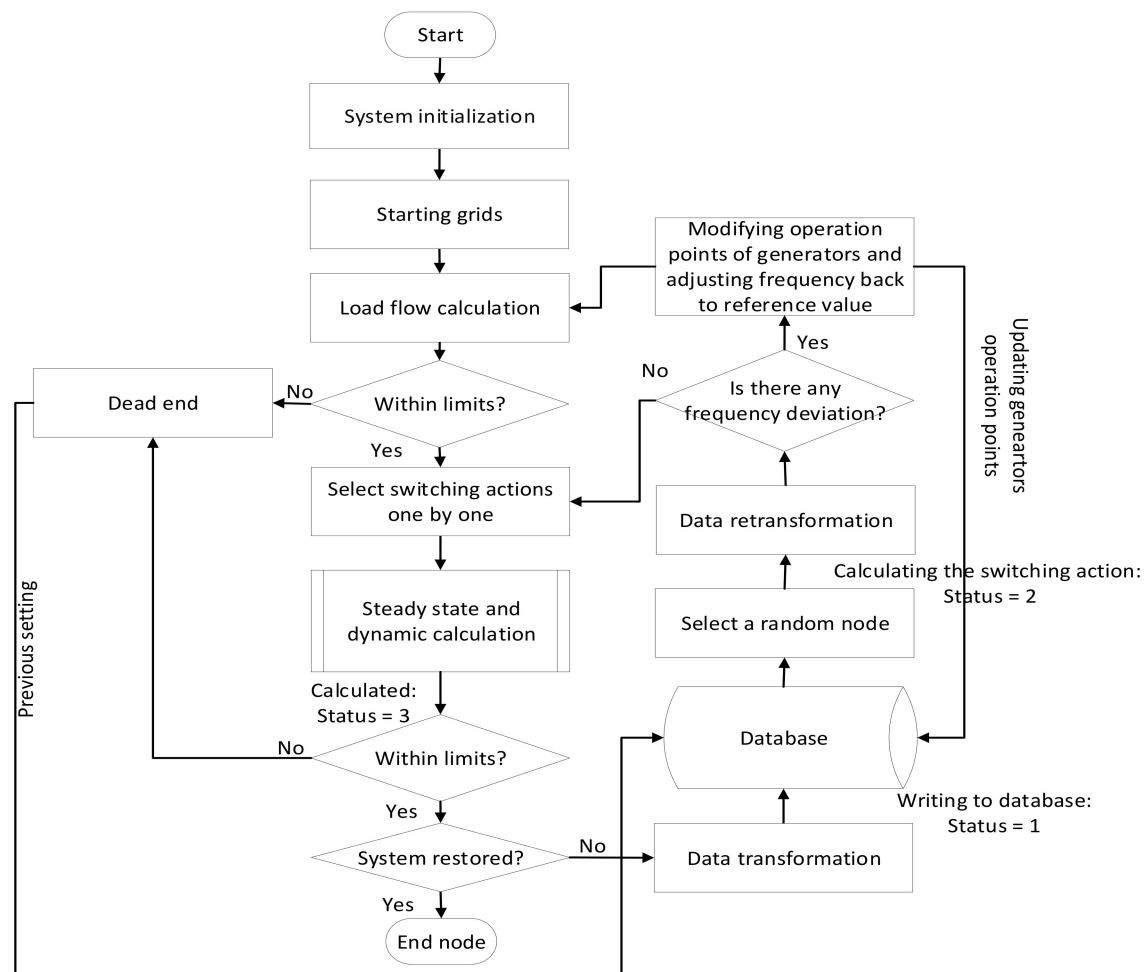 Start
System initialization
Starting grids
Modifying operation
points of generators and
adjusting frequency back
to reference value
Load flow calculation
Updating geneartors
operation points
Yes
No
Is there any
frequency deviation?
Dead end
No
Within limits?
Yes
Select switching actions
one by one
Data retransformation
Calculating the switching action:
Status = 2
Previous setting
Steady state and
dynamic calculation
Select a random node
Calculated:
Status = 3
No
Within limits?
Database
Writing to database:
Status = 1
Yes
System restored?
No
Data transformation
Yes
End node